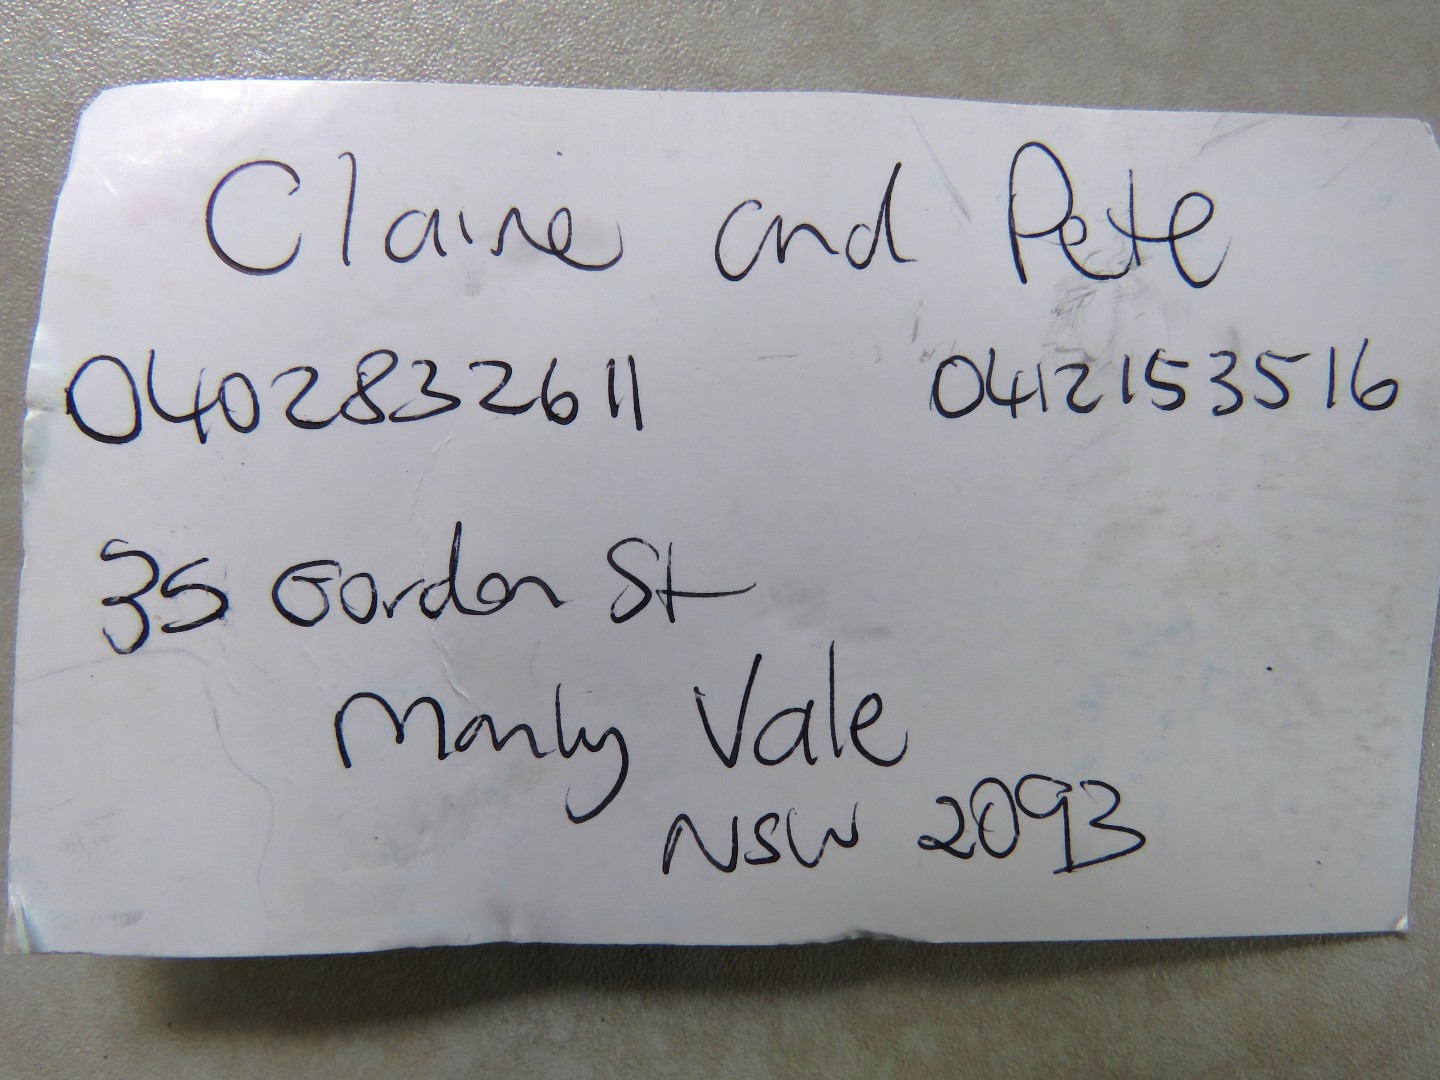 Claire and Pete
0402832611 0412153516
35 Gordon St
Manly Vale
NSW 2093